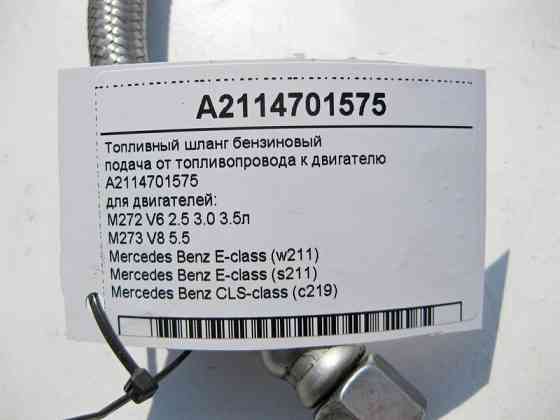 A2114701575
Топливный шланг бензиновый
подача от топливопровода к двигателю
A2114701575
для двигателей:
M272 V6 2.5 3.0 3.5л
M273 V8 5.5
Mercedes Benz E-class (w211)
Mercedes Benz E-class (s211)
Mercedes Benz CLS-class (c219)